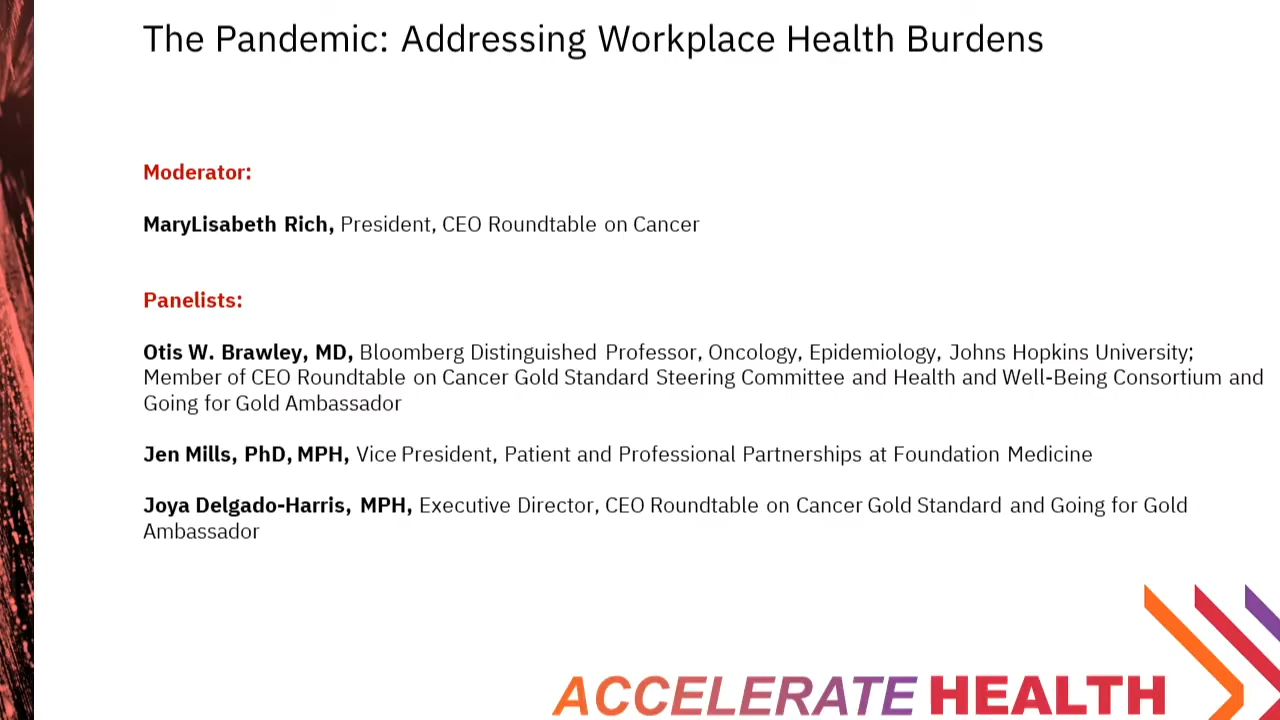 The Pandemic: Addressing Workplace Health Burdens
Moderator:
MaryLisabeth Rich, President, CEO Roundtable on Cancer
Panelists:
Otis W. Brawley, MD, Bloomberg Distinguished Professor, Oncology, Epidemiology, Johns Hopkins University;
Member of CEO Roundtable on Cancer Gold Standard Steering Committee and Health and Well-Being Consortium and
Going for Gold Ambassador
Jen Mills, PhD, MPH, Vice President, Patient and Professional Partnerships at Foundation Medicine
Joya Delgado-Harris, MPH, Executive Director, CEO Roundtable on Cancer Gold Standard and Going for Gold
Ambassador
ACCELERATE HEALTH